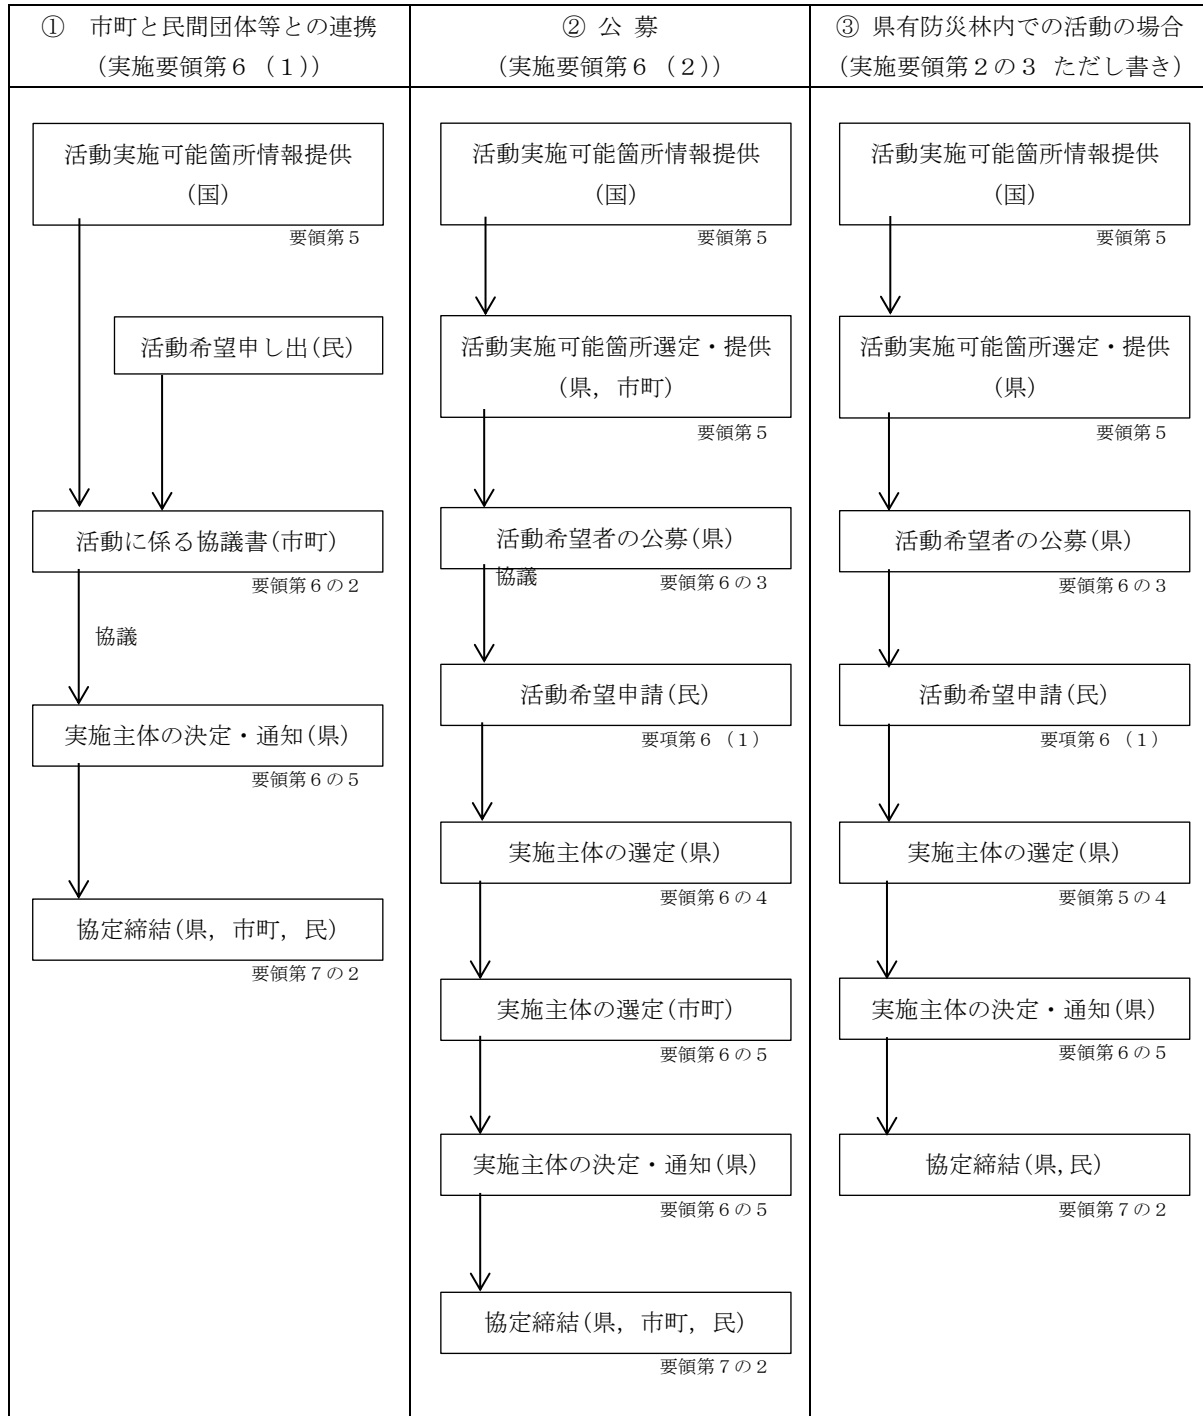 ① 市町と民間団体等との連携
(実施要領第6 (1))
活動実施可能箇所情報提供
(国)
要領第5
活動希望申し出(民)
活動に係る協議書(市町)
要領第6の2
協議
実施主体の決定・通知(県)
要領第6の5
協定締結(県，市町，民)
要領第7の2
② 公 募
(実施要領第6 (2))
活動実施可能箇所情報提供
(国)
要領第5
活動実施可能箇所選定・提供
(県，市町)
要領第5
活動希望者の公募(県)
協議
要領第6の3
活動希望申請(民)
要項第6 (1)
実施主体の選定(県)
要領第6の4
実施主体の選定(市町)
要領第6の5
実施主体の決定・通知(県)
要領第6の5
協定締結(県，市町，民)
要領第7の2
③ 県有防災林内での活動の場合
(実施要領第2の3 ただし書き)
活動実施可能箇所情報提供
(国)
要領第5
活動実施可能箇所選定・提供
(県)
要領第5
活動希望者の公募(県)
要領第6の3
活動希望申請(民)
要項第6 (1)
実施主体の選定(県)
要領第5の4
実施主体の決定・通知(県)
要領第6の5
協定締結(県,民)
要領第7の2